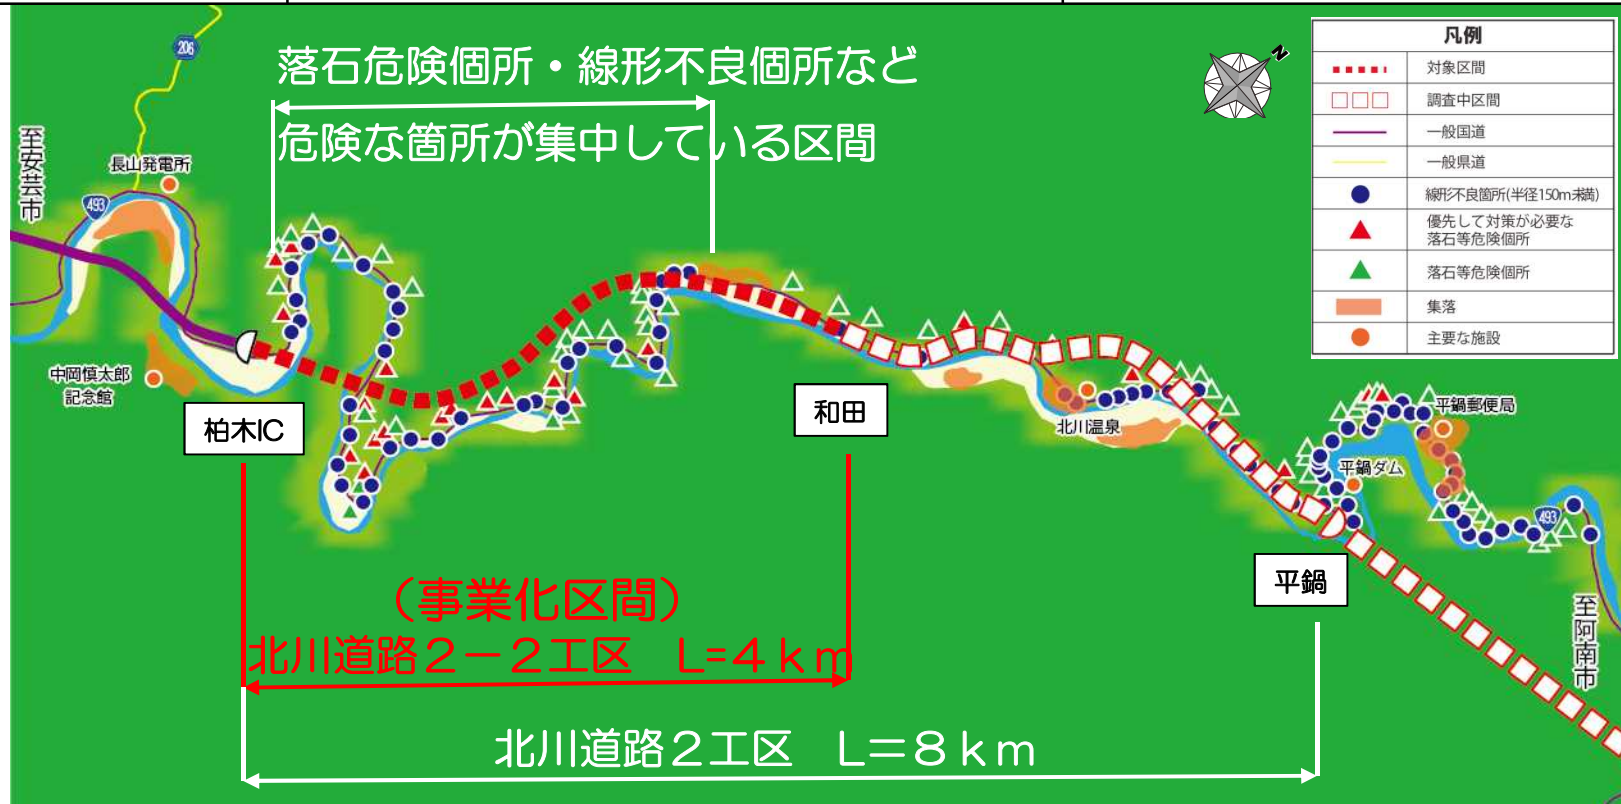 落石危険個所・線形不良個所など
危険な箇所が集中している区間
206
至安芸市
長山発電所
493
中岡慎太郎
記念館
柏木IC
和田
北川温泉
平鍋郵便局
平鍋ダム
493
平鍋
至阿南市
(事業化区間)
北川道路2-2工区 L=4km
北川道路2工区 L=8km
N
凡例
対象区間
調査中区間
一般国道
一般県道
線形不良箇所(半径150m未満)
優先して対策が必要な
落石等危険個所
落石等危険個所
集落
主要な施設